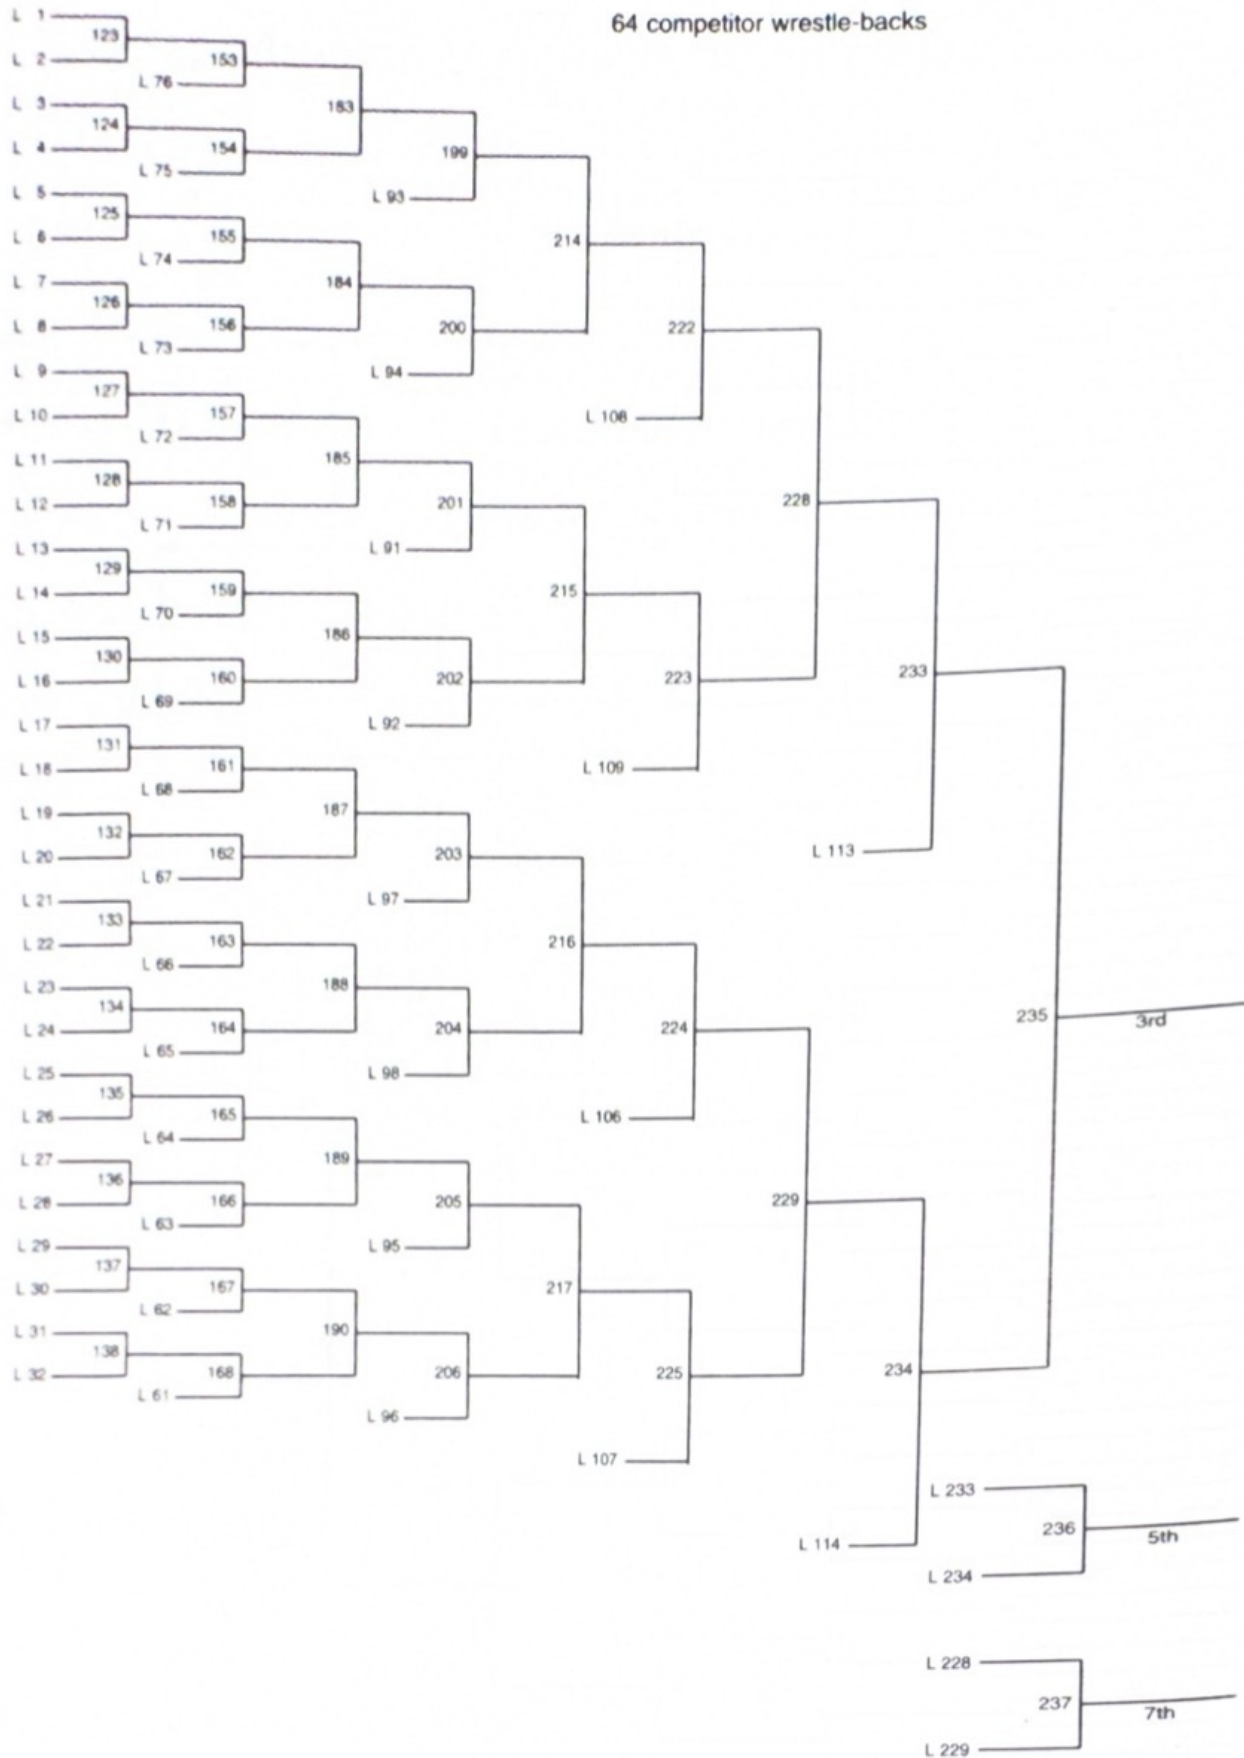 64 competitor wrestle-backs
L 1
123
L 2
153
L 76
L 3
183
124
L 4
154
199
L 75
L 5
L 93
125
L 6
155
214
L 74
L 7
184
126
L 8
156
200
222
L 73
L 9
L 94
127
L 10
157
L 108
L 72
L 11
185
128
L 12
158
201
228
L 71
L 13
L 91
129
L 14
159
215
L 70
L 15
186
130
L 16
160
202
223
233
L 69
L 17
L 92
131
L 18
161
L 109
L 68
L 19
187
132
L 20
162
203
L 113
L 67
L 21
L 97
133
L 22
163
216
L 66
L 23
188
134
L 24
164
204
224
235
3rd
L 65
L 25
L 98
135
L 26
165
L 106
L 64
L 27
189
136
L 28
166
205
229
L 63
L 29
L 95
137
L 30
167
217
L 62
L 31
190
138
L 32
168
206
225
234
L 61
L 96
L 107
L 233
236
5th
L 114
L 234
L 228
237
7th
L 229